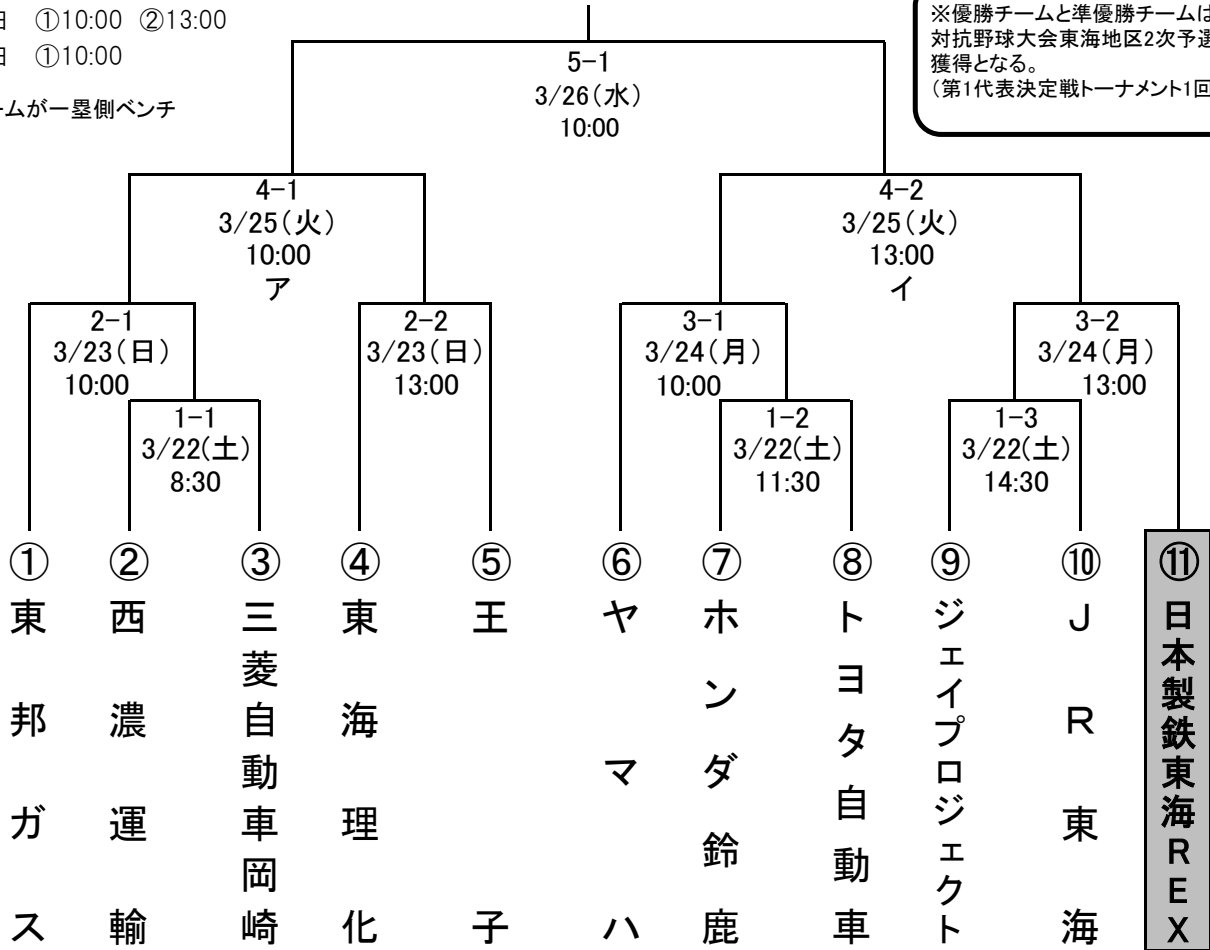 日 ①10:00 ②13:00
日 ①10:00
ームが一塁側ベンチ
※優勝チームと準優勝チームは
対抗野球大会東海地区2次予選
獲得となる。
(第1代表決定戦トーナメント1回
5-1
3/26(水)
10:00
4-1
3/25(火)
10:00
ア
4-2
3/25(火)
13:00
イ
2-1
3/23(日)
10:00
2-2
3/23(日)
13:00
3-1
3/24(月)
10:00
3-2
3/24(月)
13:00
1-1
3/22(土)
8:30
1-2
3/22(土)
11:30
1-3
3/22(土)
14:30
①東邦ガス
②西濃運輸
③三菱自動車岡崎
④東海理化
⑤王子
⑥ヤマハ
⑦ホンダ鈴鹿
⑧トヨタ自動車
⑨ジェイプロジェクト
⑩JR東海
⑪日本製鉄東海REX